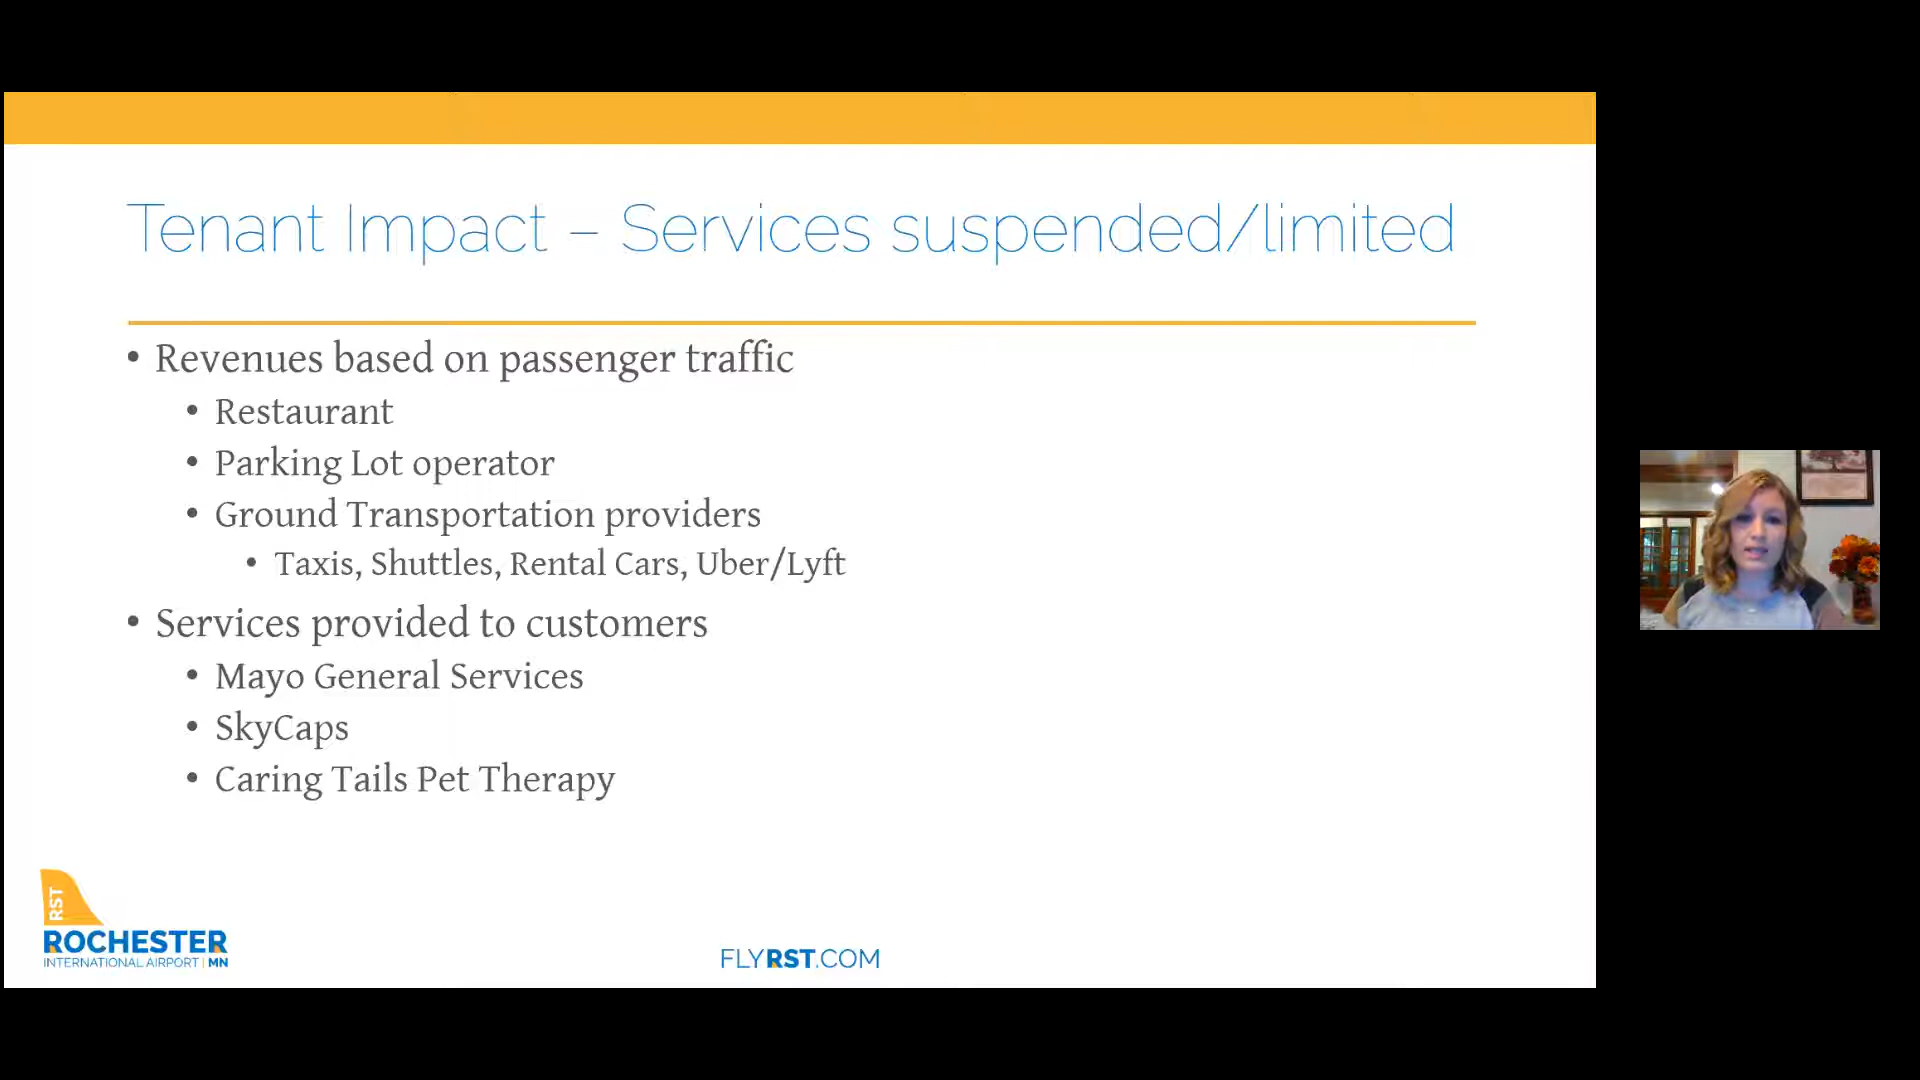 Tenant Impact – Services suspended/limited
• Revenues based on passenger traffic
• Restaurant
• Parking Lot operator
• Ground Transportation providers
• Taxis, Shuttles, Rental Cars, Uber/Lyft
• Services provided to customers
• Mayo General Services
• SkyCaps
• Caring Tails Pet Therapy
RST
ROCHESTER
INTERNATIONAL AIRPORT | MN
FLYRST.COM